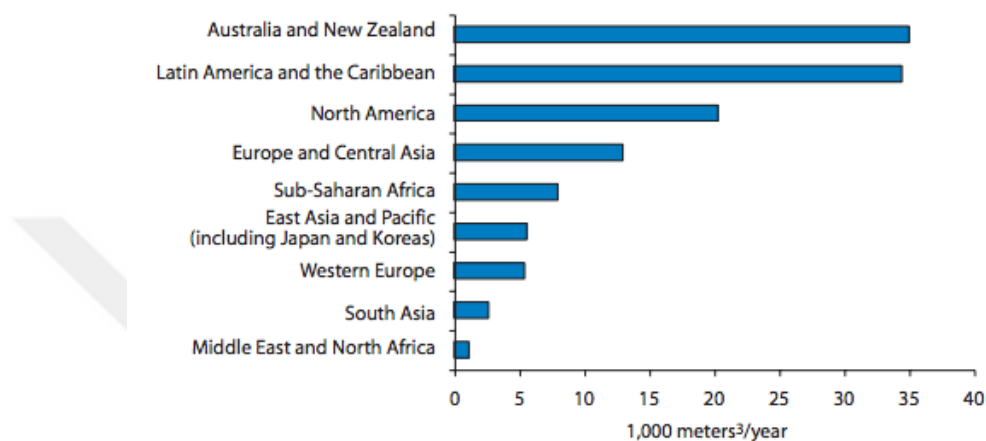 Australia and New Zealand
Latin America and the Caribbean
North America
Europe and Central Asia
Sub-Saharan Africa
East Asia and Pacific
(including Japan and Koreas)
Western Europe
South Asia
Middle East and North Africa
0 5 10 15 20 25 30 35 40
1,000 meters³/year